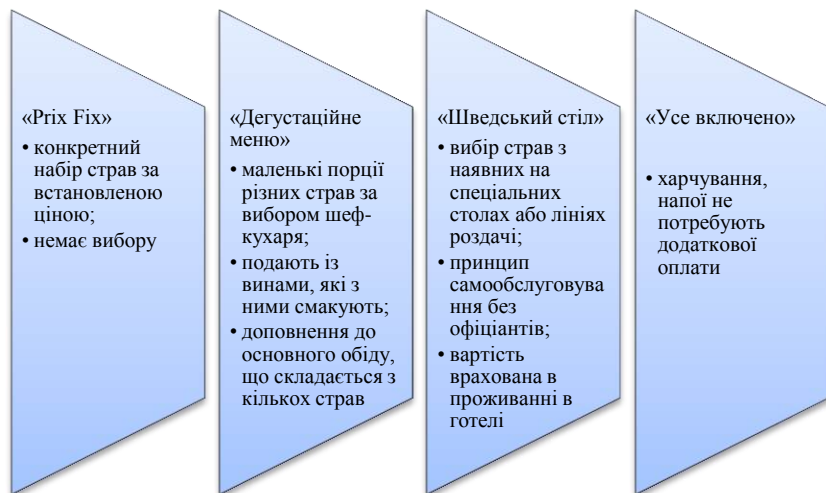 «Prix Fix»
• конкретний
набір страв за
встановленою
ціною;
• немає вибору
«Дегустаційне
меню»
• маленькі порції
різних страв за
вибором шеф-
кухаря;
• подають із
винами, які з
ними смакують;
• доповнення до
основного обіду,
що складається з
кількох страв
«Шведський стіл»
• вибір страв з
наявних на
спеціальних
столах або лініях
роздачі;
• принцип
самообслуговува
ння без
офіціантів;
• вартість
врахована в
проживанні в
готелі
«Усе включено»
• харчування,
напої не
потребують
додаткової
оплати